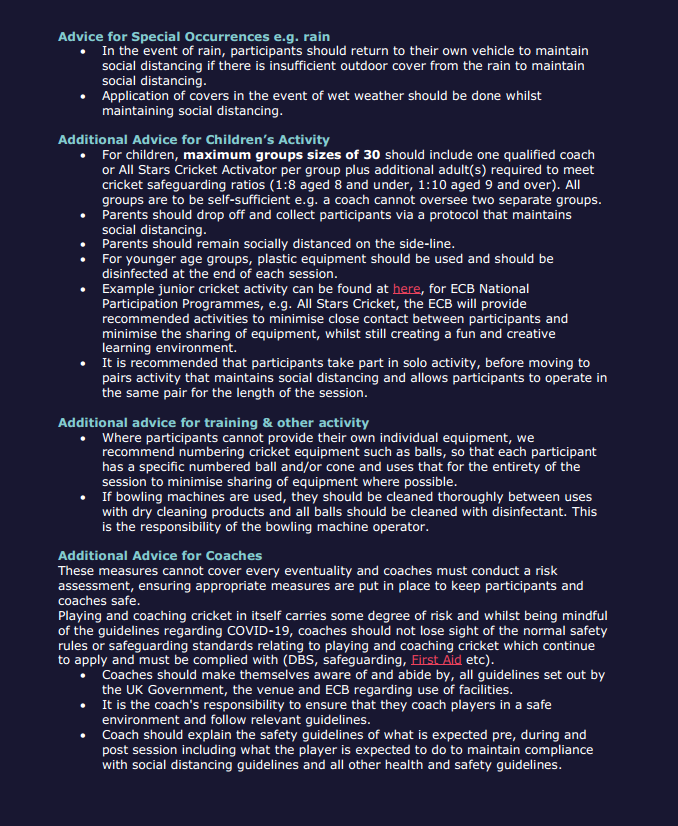 Advice for Special Occurrences e.g. rain
• In the event of rain, participants should return to their own vehicle to maintain
social distancing if there is insufficient outdoor cover from the rain to maintain
social distancing.
• Application of covers in the event of wet weather should be done whilst
maintaining social distancing.
Additional Advice for Children's Activity
• For children, maximum groups sizes of 30 should include one qualified coach
or All Stars Cricket Activator per group plus additional adult(s) required to meet
cricket safeguarding ratios (1:8 aged 8 and under, 1:10 aged 9 and over). All
groups are to be self-sufficient e.g. a coach cannot oversee two separate groups.
• Parents should drop off and collect participants via a protocol that maintains
social distancing.
• Parents should remain socially distanced on the side-line.
• For younger age groups, plastic equipment should be used and should be
disinfected at the end of each session.
• Example junior cricket activity can be found at here, for ECB National
Participation Programmes, e.g. All Stars Cricket, the ECB will provide
recommended activities to minimise close contact between participants and
minimise the sharing of equipment, whilst still creating a fun and creative
learning environment.
• It is recommended that participants take part in solo activity, before moving to
pairs activity that maintains social distancing and allows participants to operate in
the same pair for the length of the session.
Additional advice for training & other activity
• Where participants cannot provide their own individual equipment, we
recommend numbering cricket equipment such as balls, so that each participant
has a specific numbered ball and/or cone and uses that for the entirety of the
session to minimise sharing of equipment where possible.
• If bowling machines are used, they should be cleaned thoroughly between uses
with dry cleaning products and all balls should be cleaned with disinfectant. This
is the responsibility of the bowling machine operator.
Additional Advice for Coaches
These measures cannot cover every eventuality and coaches must conduct a risk
assessment, ensuring appropriate measures are put in place to keep participants and
coaches safe.
Playing and coaching cricket in itself carries some degree of risk and whilst being mindful
of the guidelines regarding COVID-19, coaches should not lose sight of the normal safety
rules or safeguarding standards relating to playing and coaching cricket which continue
to apply and must be complied with (DBS, safeguarding, First Aid etc).
• Coaches should make themselves aware of and abide by, all guidelines set out by
the UK Government, the venue and ECB regarding use of facilities.
• It is the coach's responsibility to ensure that they coach players in a safe
environment and follow relevant guidelines.
• Coach should explain the safety guidelines of what is expected pre, during and
post session including what the player is expected to do to maintain compliance
with social distancing guidelines and all other health and safety guidelines.